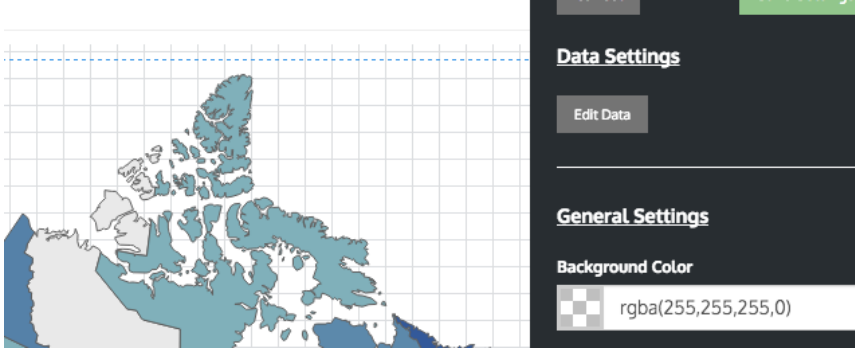 Data Settings
Edit Data
General Settings
Background Color
rgba(255,255,255,0)